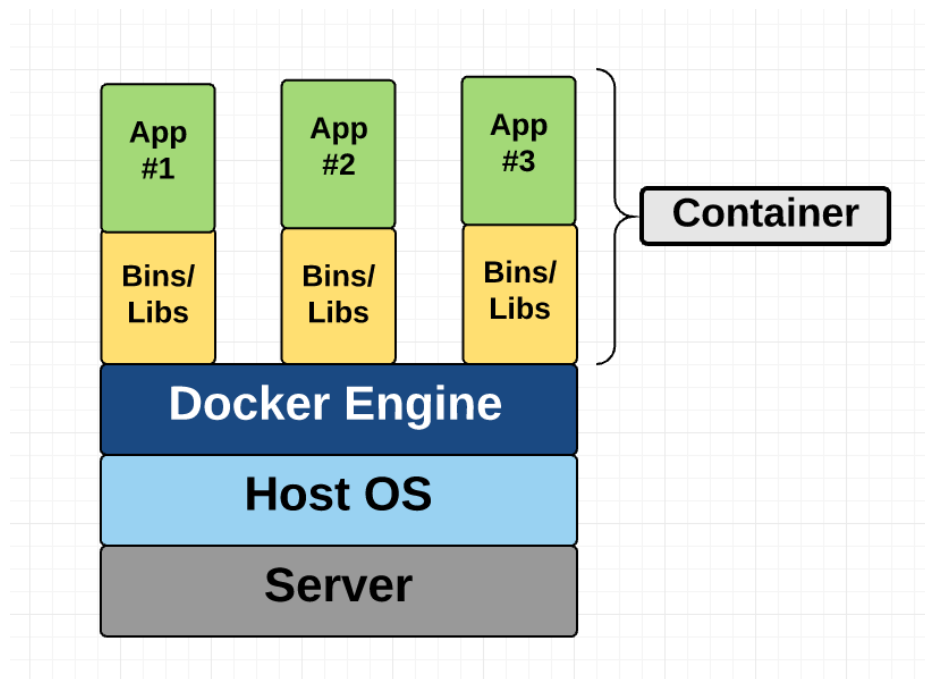 App
#1
App
#2
App
#3
Container
Bins/
Libs
Bins/
Libs
Bins/
Libs
Docker Engine
Host OS
Server